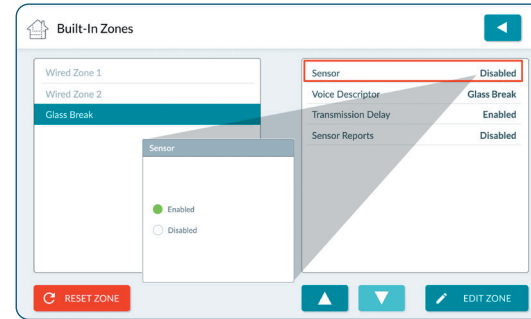 Built-In Zones
Wired Zone 1
Wired Zone 2
Glass Break
Sensor Disabled
Voice Descriptor Glass Break
Transmission Delay Enabled
Sensor Reports Disabled
Sensor
Enabled
Disabled
RESET ZONE
EDIT ZONE